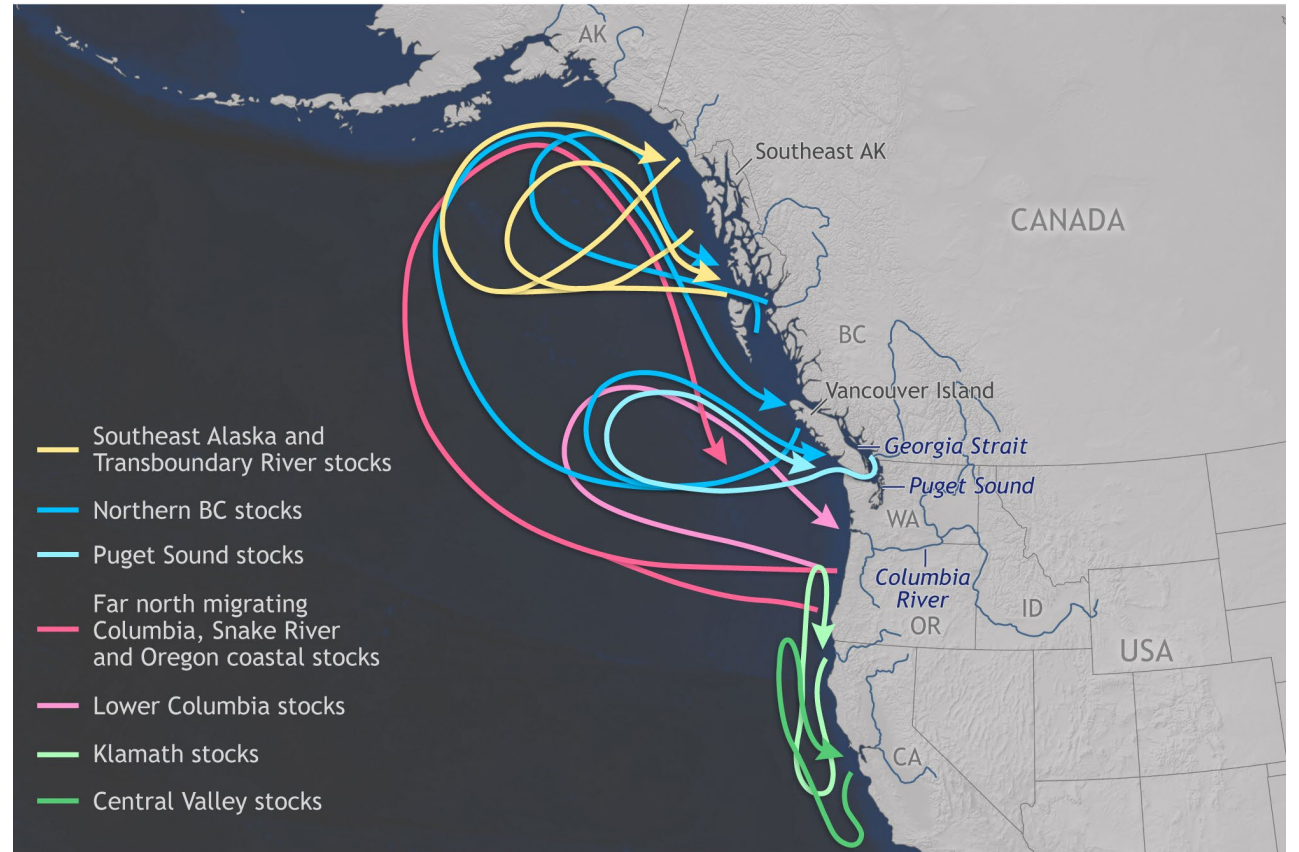 AK
Southeast AK
CANADA
BC
Vancouver Island
Georgia Strait
Puget Sound
WA
Columbia
River
ID
OR
USA
CA
Southeast Alaska and
Transboundary River stocks
Northern BC stocks
Puget Sound stocks
Far north migrating
Columbia, Snake River
and Oregon coastal stocks
Lower Columbia stocks
Klamath stocks
Central Valley stocks